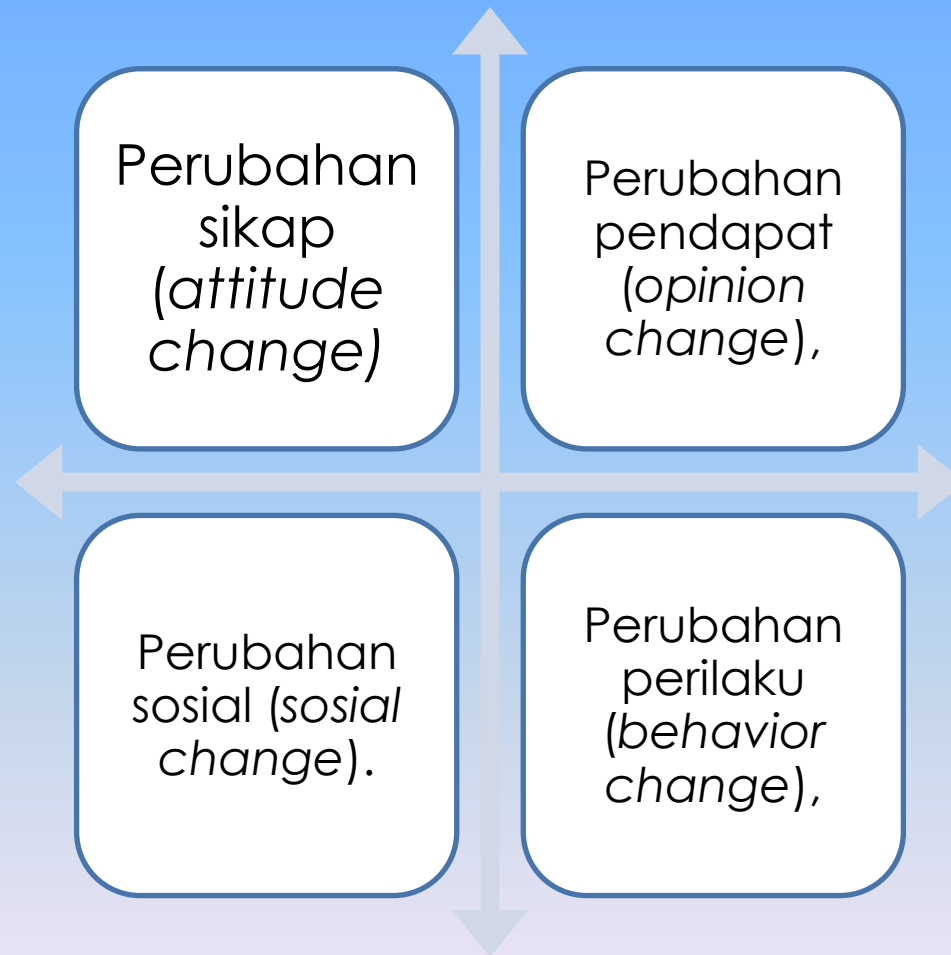 Perubahan
sikap
(attitude
change)
Perubahan
pendapat
(opinion
change),
Perubahan
sosial (sosial
change).
Perubahan
perilaku
(behavior
change),